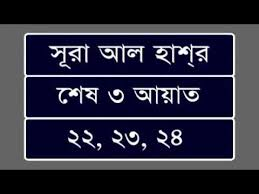 সূরা আল হাশ্‌র
শেষ ৩ আয়াত
২২, ২৩, ২৪